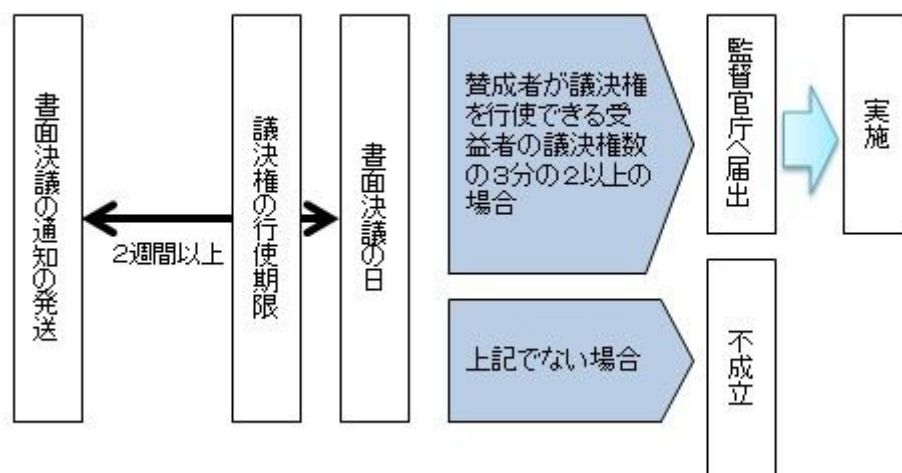 書面決議の通知の発送
2週間以上
議決権の行使期限
書面決議の日
賛成者が議決権
を行使できる受
益者の議決権数
の3分の2以上の
場合
監督官庁へ届出
実施
上記でない場合
不成立